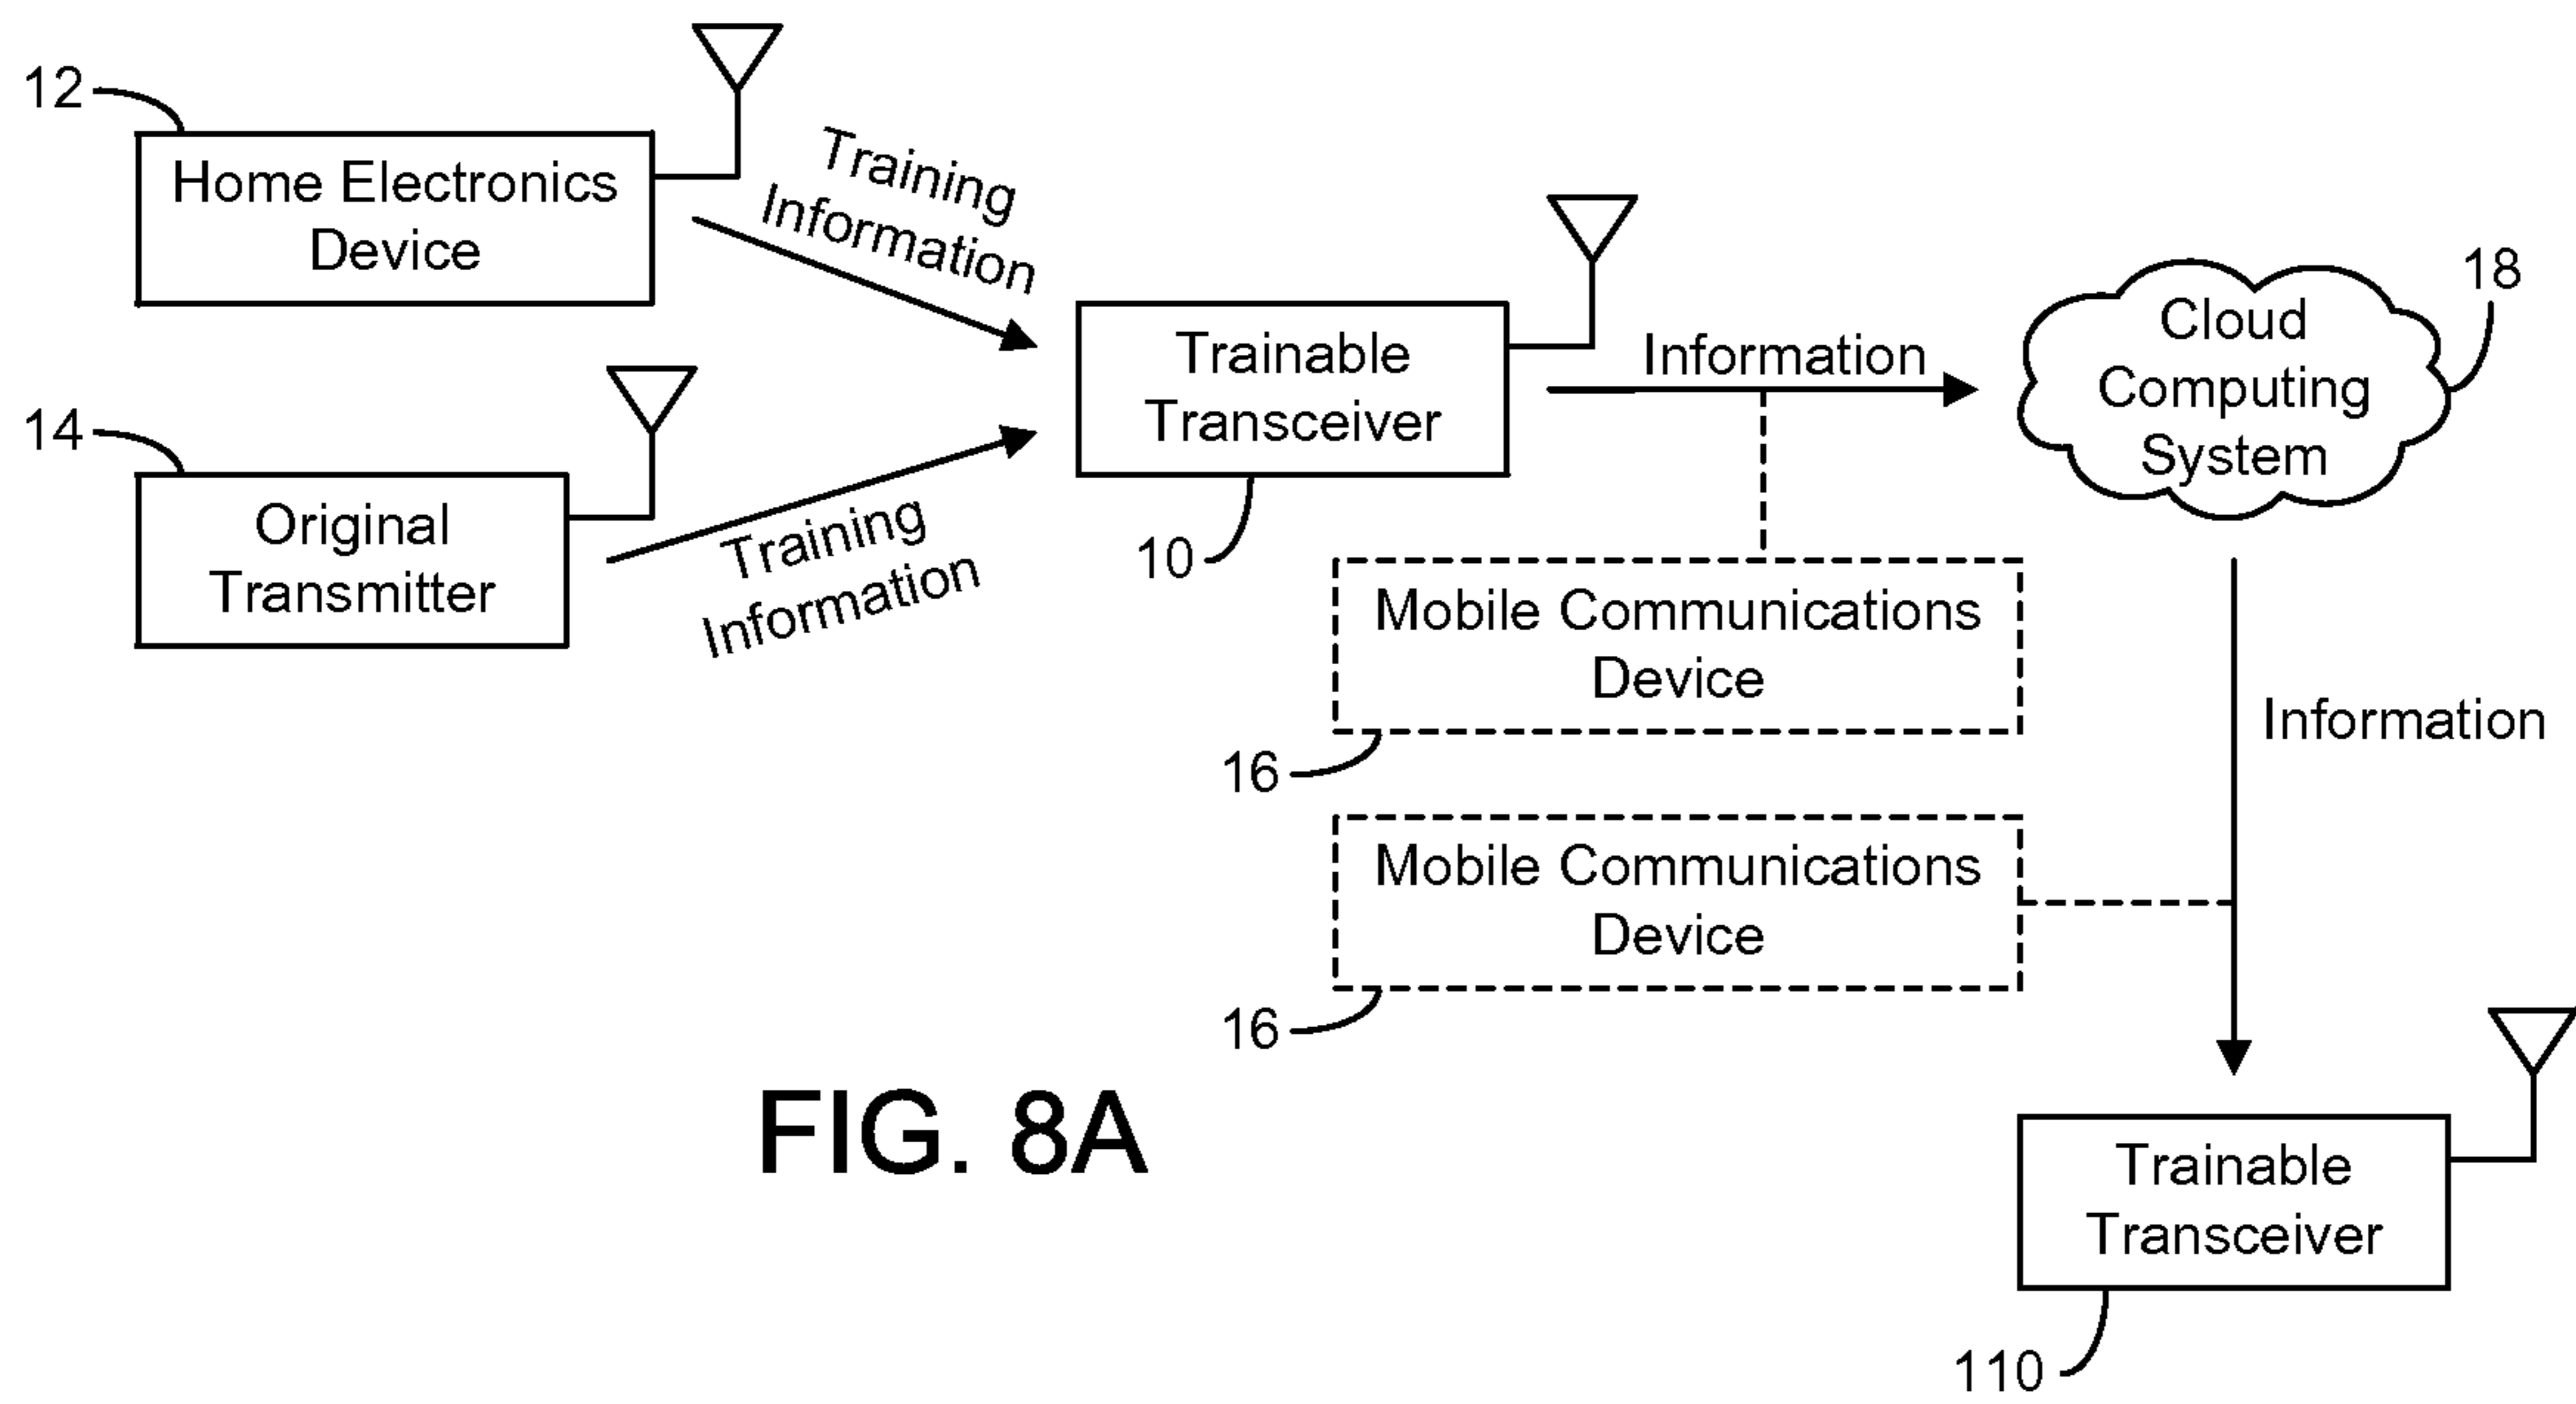 12
Home Electronics
Device
Training
Information
14
Original
Transmitter
Training
Information
Trainable
Transceiver
10
Information
Cloud
Computing
System
18
Mobile Communications
Device
16
Information
Mobile Communications
Device
16
Trainable
Transceiver
110
FIG. 8A